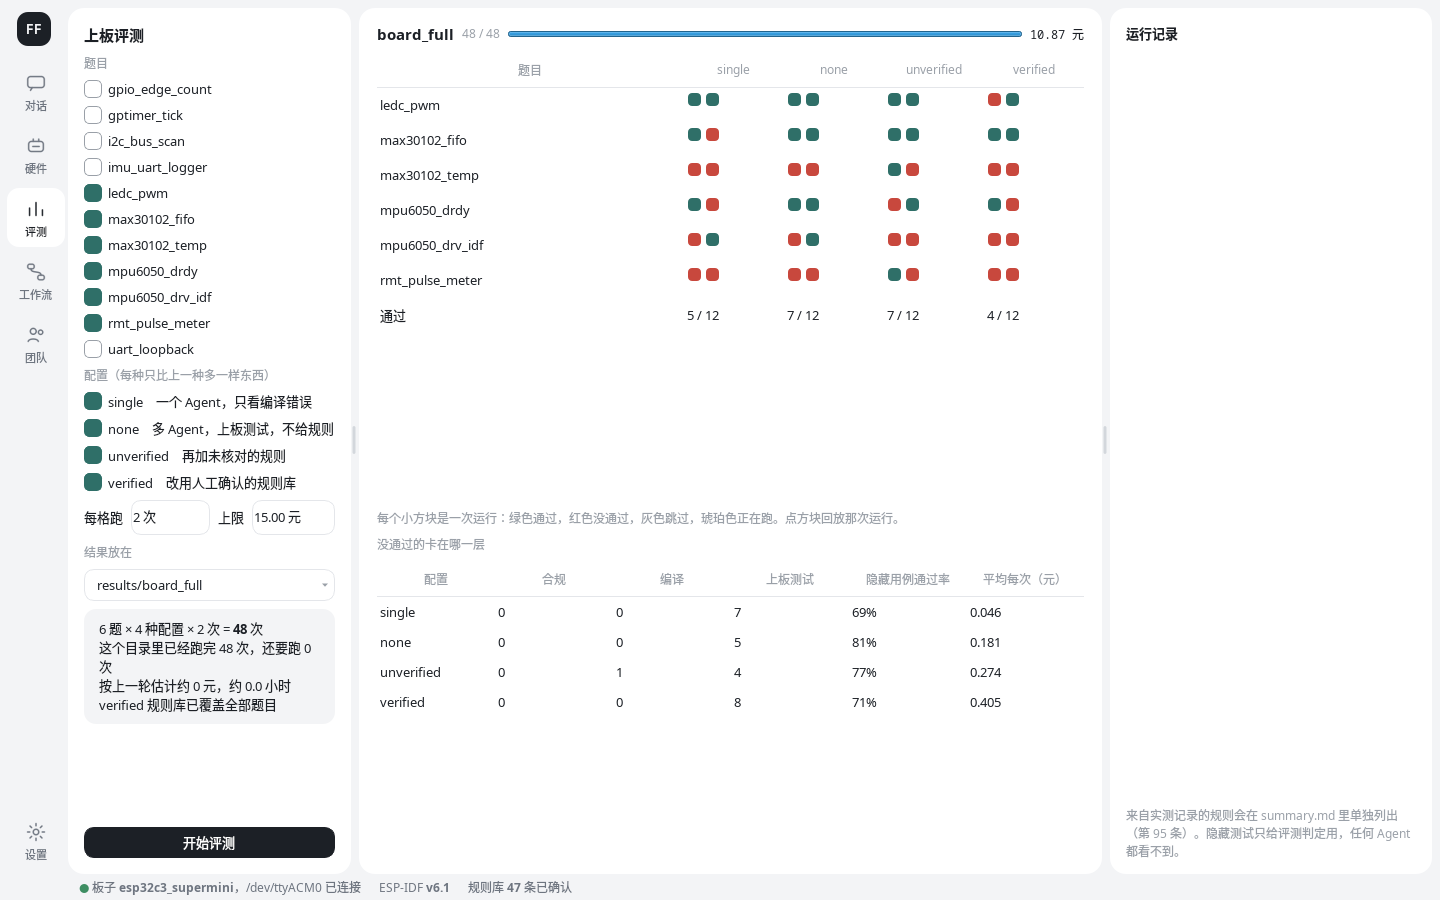 FF
对话
硬件
评测
工作流
团队
设置
上板评测
题目
gpio_edge_count
gptimer_tick
i2c_bus_scan
imu_uart_logger
ledc_pwm
max30102_fifo
max30102_temp
mpu6050_drdy
mpu6050_drv_idf
rmt_pulse_meter
uart_loopback
配置（每种只比上一种多一样东西）
single 一个 Agent，只看编译错误
none 多 Agent，上板测试，不给规则
unverified 再加未核对的规则
verified 改用人工确认的规则库
每格跑 2 次 上限 15.00 元
结果放在
results/board_full
6 题 × 4 种配置 × 2 次 = 48 次
这个目录里已经跑完 48 次，还要跑 0
次
按上一轮估计约 0 元，约 0.0 小时
verified 规则库已覆盖全部题目
开始评测
board_full 48 / 48 10.87 元
题目 single none unverified verified
ledc_pwm
max30102_fifo
max30102_temp
mpu6050_drdy
mpu6050_drv_idf
rmt_pulse_meter
通过 5 / 12 7 / 12 7 / 12 4 / 12
每个小方块是一次运行：绿色通过，红色没通过，灰色跳过，琥珀色正在跑。点方块回放那次运行。
没通过的卡在哪一层
配置 合规 编译 上板测试 隐藏用例通过率 平均每次（元）
single 0 0 7 69% 0.046
none 0 0 5 81% 0.181
unverified 0 1 4 77% 0.274
verified 0 0 8 71% 0.405
运行记录
来自实测记录的规则会在 summary.md 里单独列出
（第 95 条）。隐藏测试只给评测判定用，任何 Agent
都看不到。
板子 esp32c3_supermini，/dev/ttyACM0 已连接 ESP-IDF v6.1 规则库 47 条已确认